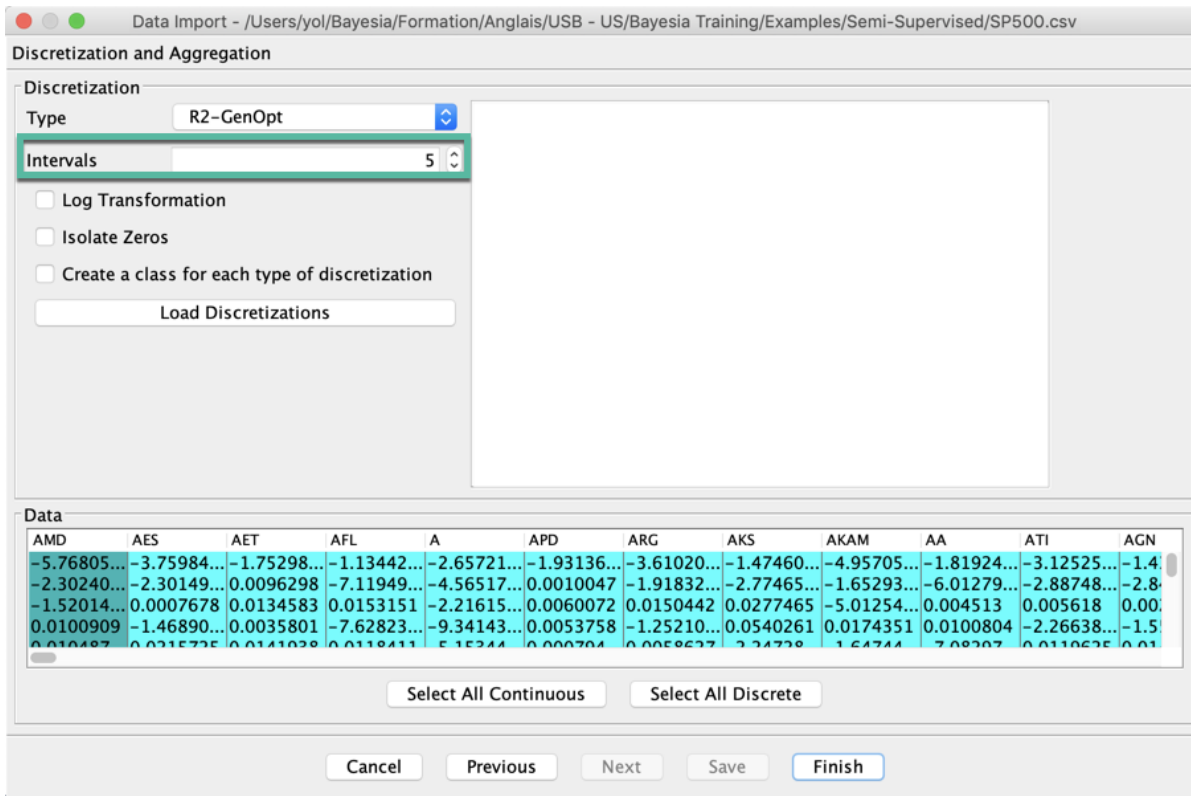 Data Import - /Users/yol/Bayesia/Formation/Anglais/USB - US/Bayesia Training/Examples/Semi-Supervised/SP500.csv
Discretization and Aggregation
Discretization
Type R2-GenOpt
Intervals 5
Log Transformation
Isolate Zeros
Create a class for each type of discretization
Load Discretizations
Data
AMD AES AET AFL A APD ARG AKS AKAM AA ATI AGN
-5.76805... -3.75984... -1.75298... -1.13442... -2.65721... -1.93136... -3.61020... -1.47460... -4.95705... -1.81924... -3.12525...
-2.30240... -2.30149... 0.0096298 -7.11949... -4.56517... 0.0010047 -1.91832... -2.77465... -1.65293... -6.01279... -2.88748...
-1.52014... 0.0007678 0.0134583 0.0153151 -2.21615... 0.0060072 0.0150442 0.0277465 -5.01254... 0.004513 0.005618
0.0100909 -1.46890... 0.0035801 -7.62823... -9.34143... 0.0053758 -1.25210... 0.0540261 0.0174351 0.0100804 -2.26638...
Select All Continuous Select All Discrete
Cancel Previous Next Save Finish